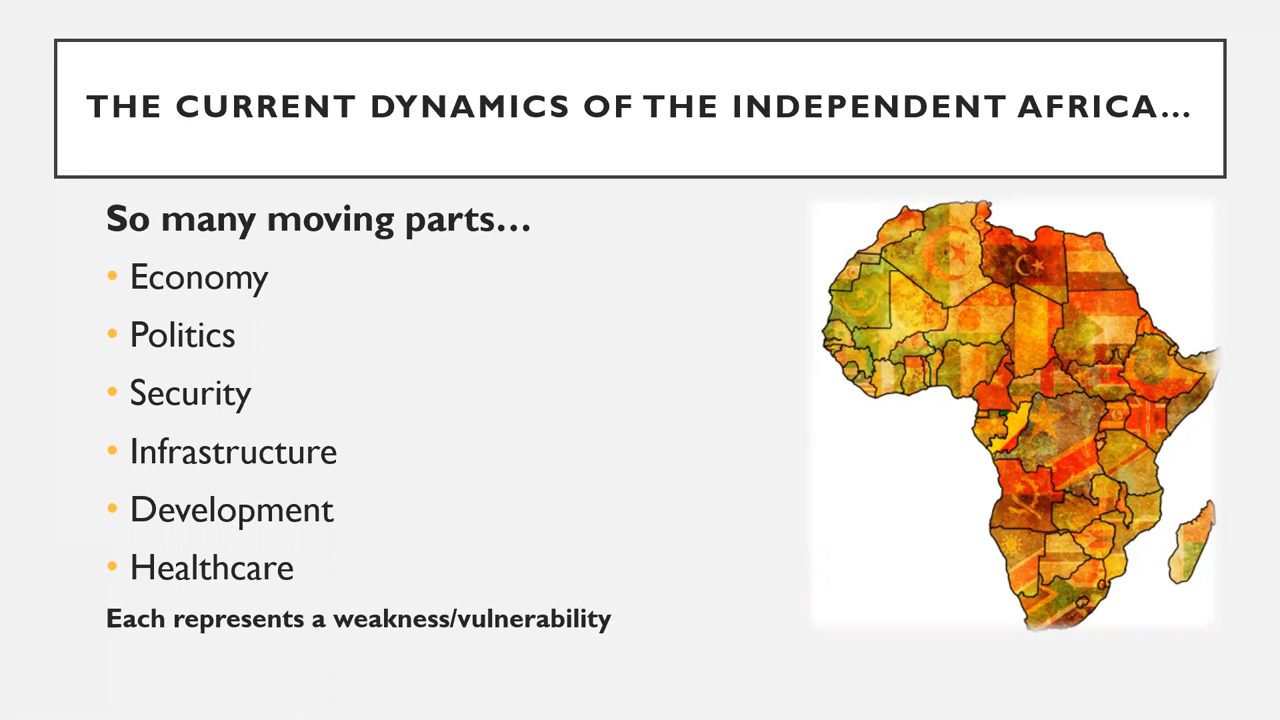 THE CURRENT DYNAMICS OF THE INDEPENDENT AFRICA...
So many moving parts...
• Economy
• Politics
• Security
• Infrastructure
• Development
• Healthcare
Each represents a weakness/vulnerability